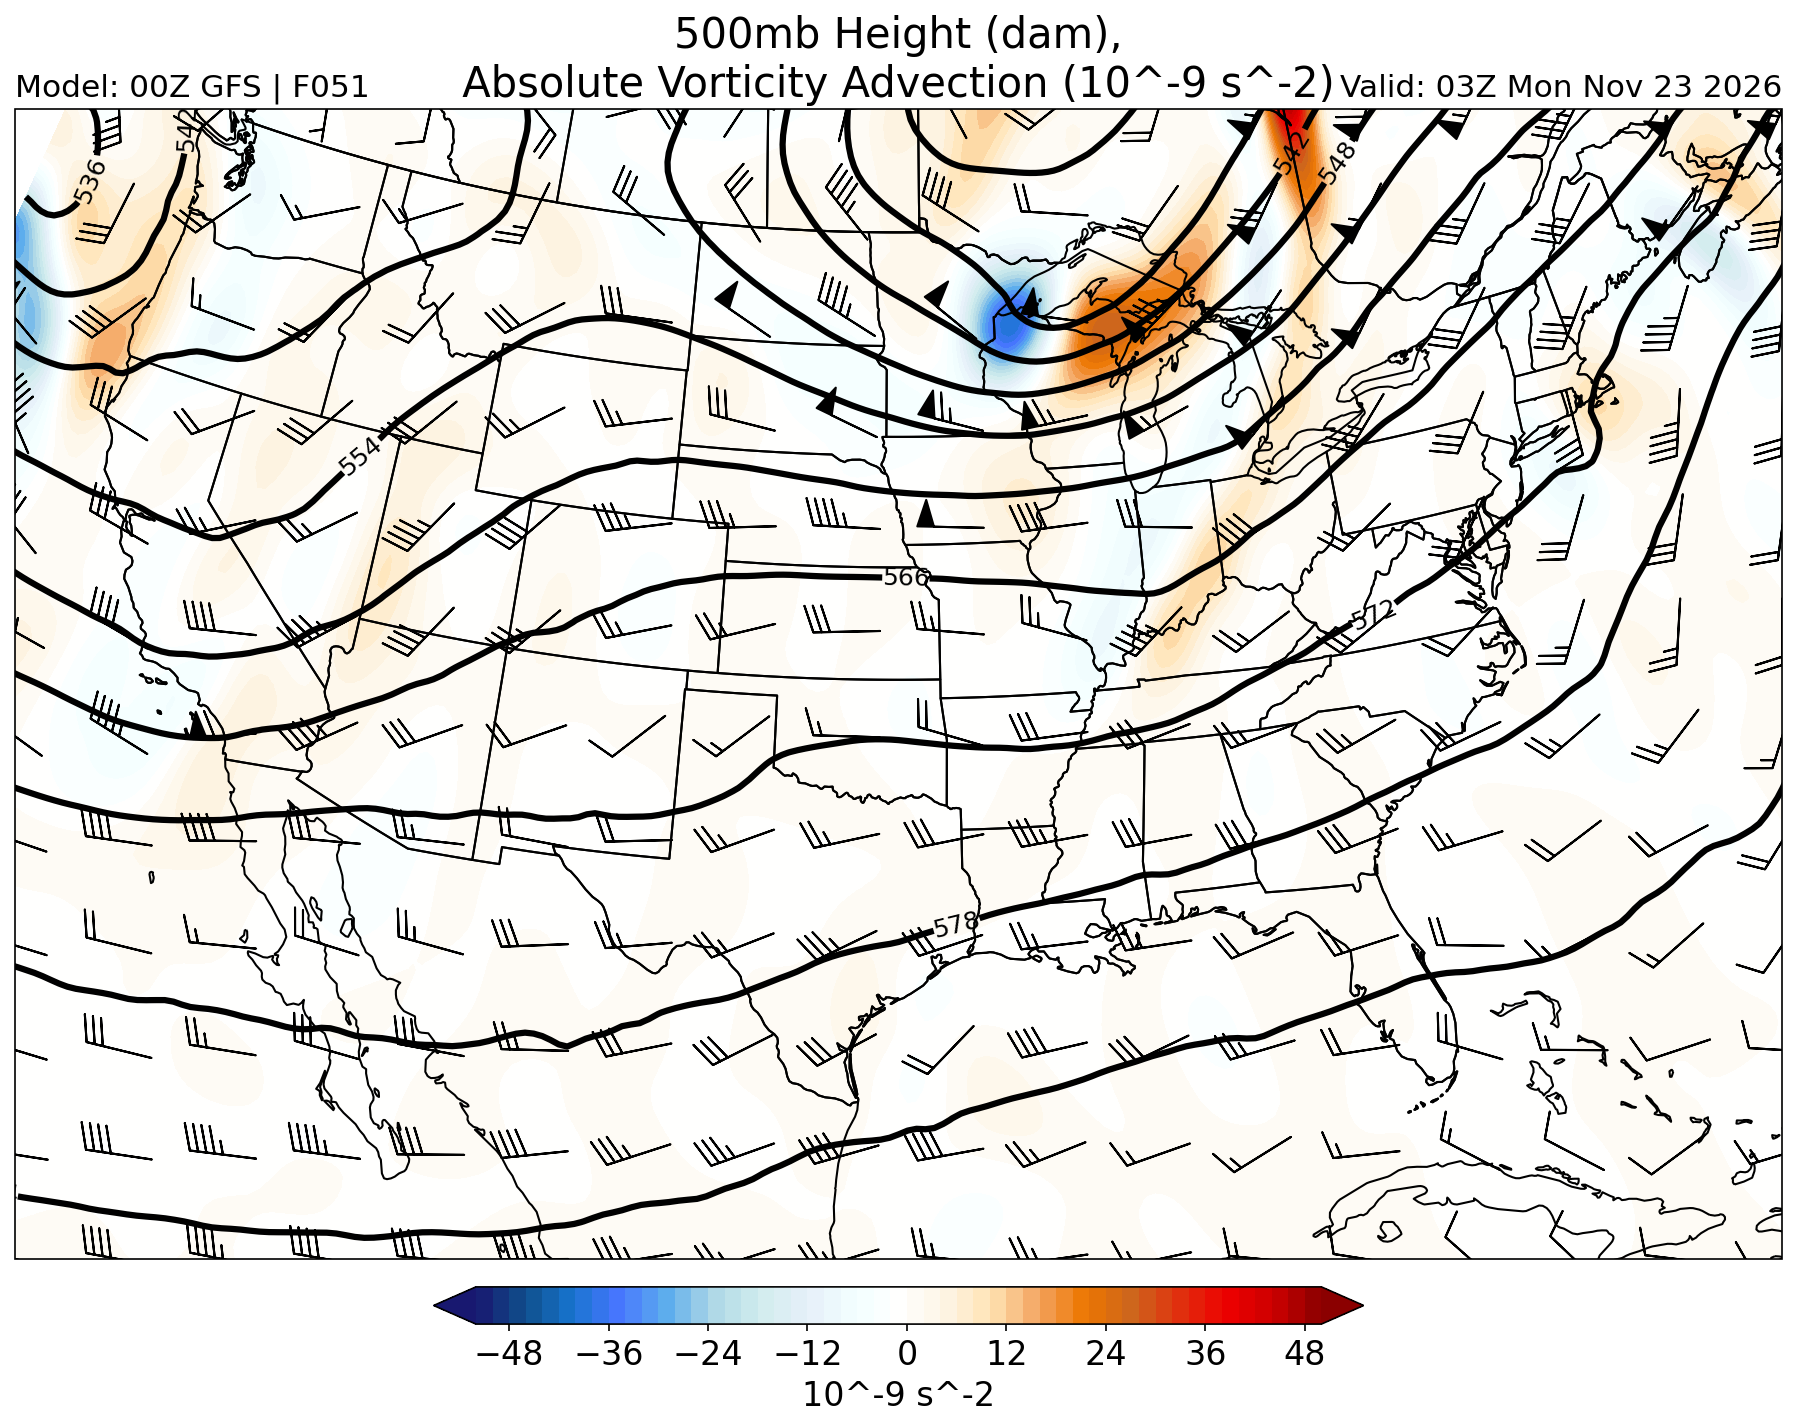 500mb Height (dam),
Absolute Vorticity Advection (10^-9 s^-2)
Model: 00Z GFS | F051
Valid: 03Z Mon Nov 23 2026
536
542
542
548
554
566
572
578
−48 −36 −24 −12 0 12 24 36 48
10^-9 s^-2